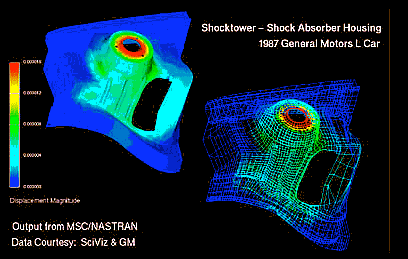 Shocktower – Shock Absorber Housing
1987 General Motors L Car
Displacement Magnitude
Output from MSC/NASTRAN
Data Courtesy: SciViz & GM